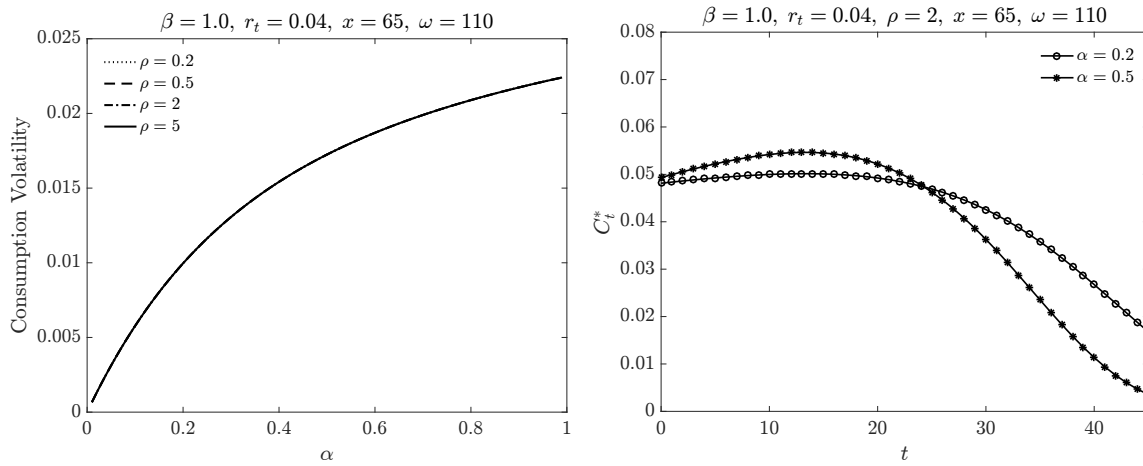 β = 1.0, r_t = 0.04, x = 65, ω = 110
0.025
0.02
0.015
0.01
0.005
0
Consumption Volatility
ρ = 0.2
ρ = 0.5
ρ = 2
ρ = 5
0 0.2 0.4 0.6 0.8 1
α
β = 1.0, r_t = 0.04, ρ = 2, x = 65, ω = 110
0.08
0.07
0.06
0.05
0.04
0.03
0.02
0.01
0
C_t^*
α = 0.2
α = 0.5
0 10 20 30 40
t